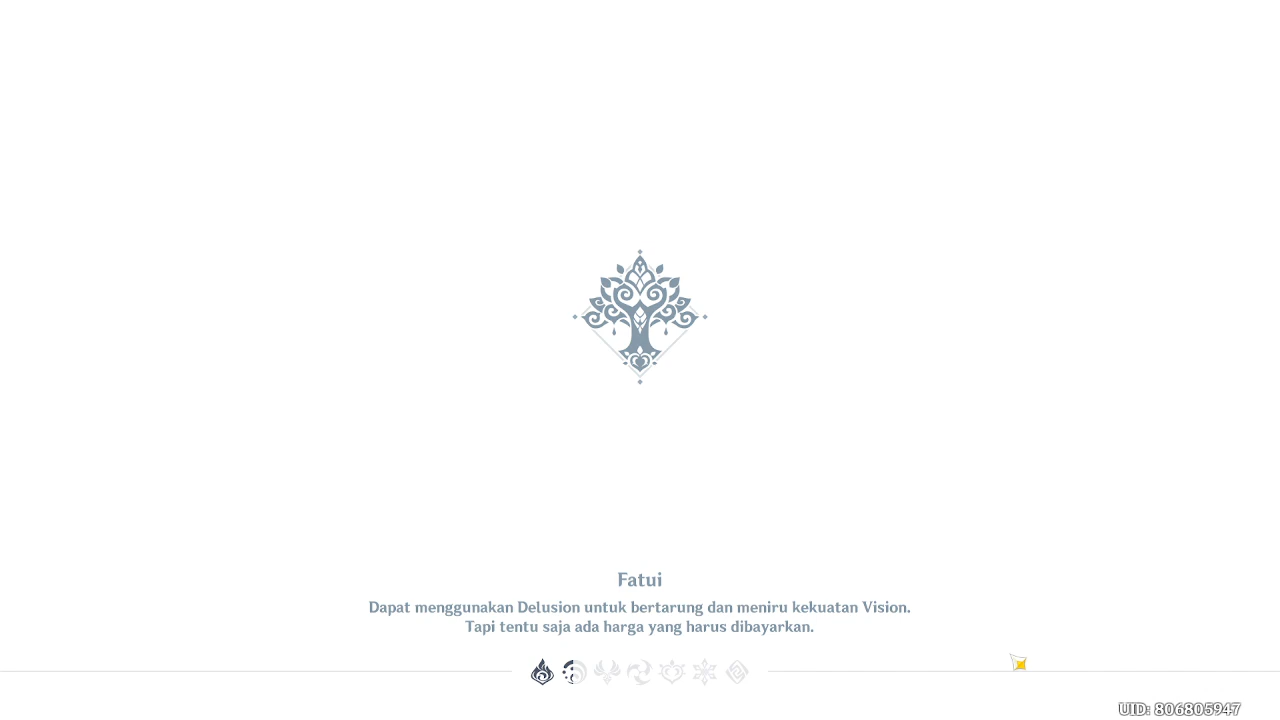 Fatui
Dapat menggunakan Delusion untuk bertarung dan meniru kekuatan Vision.
Tapi tentu saja ada harga yang harus dibayarkan.
UID: 806805947